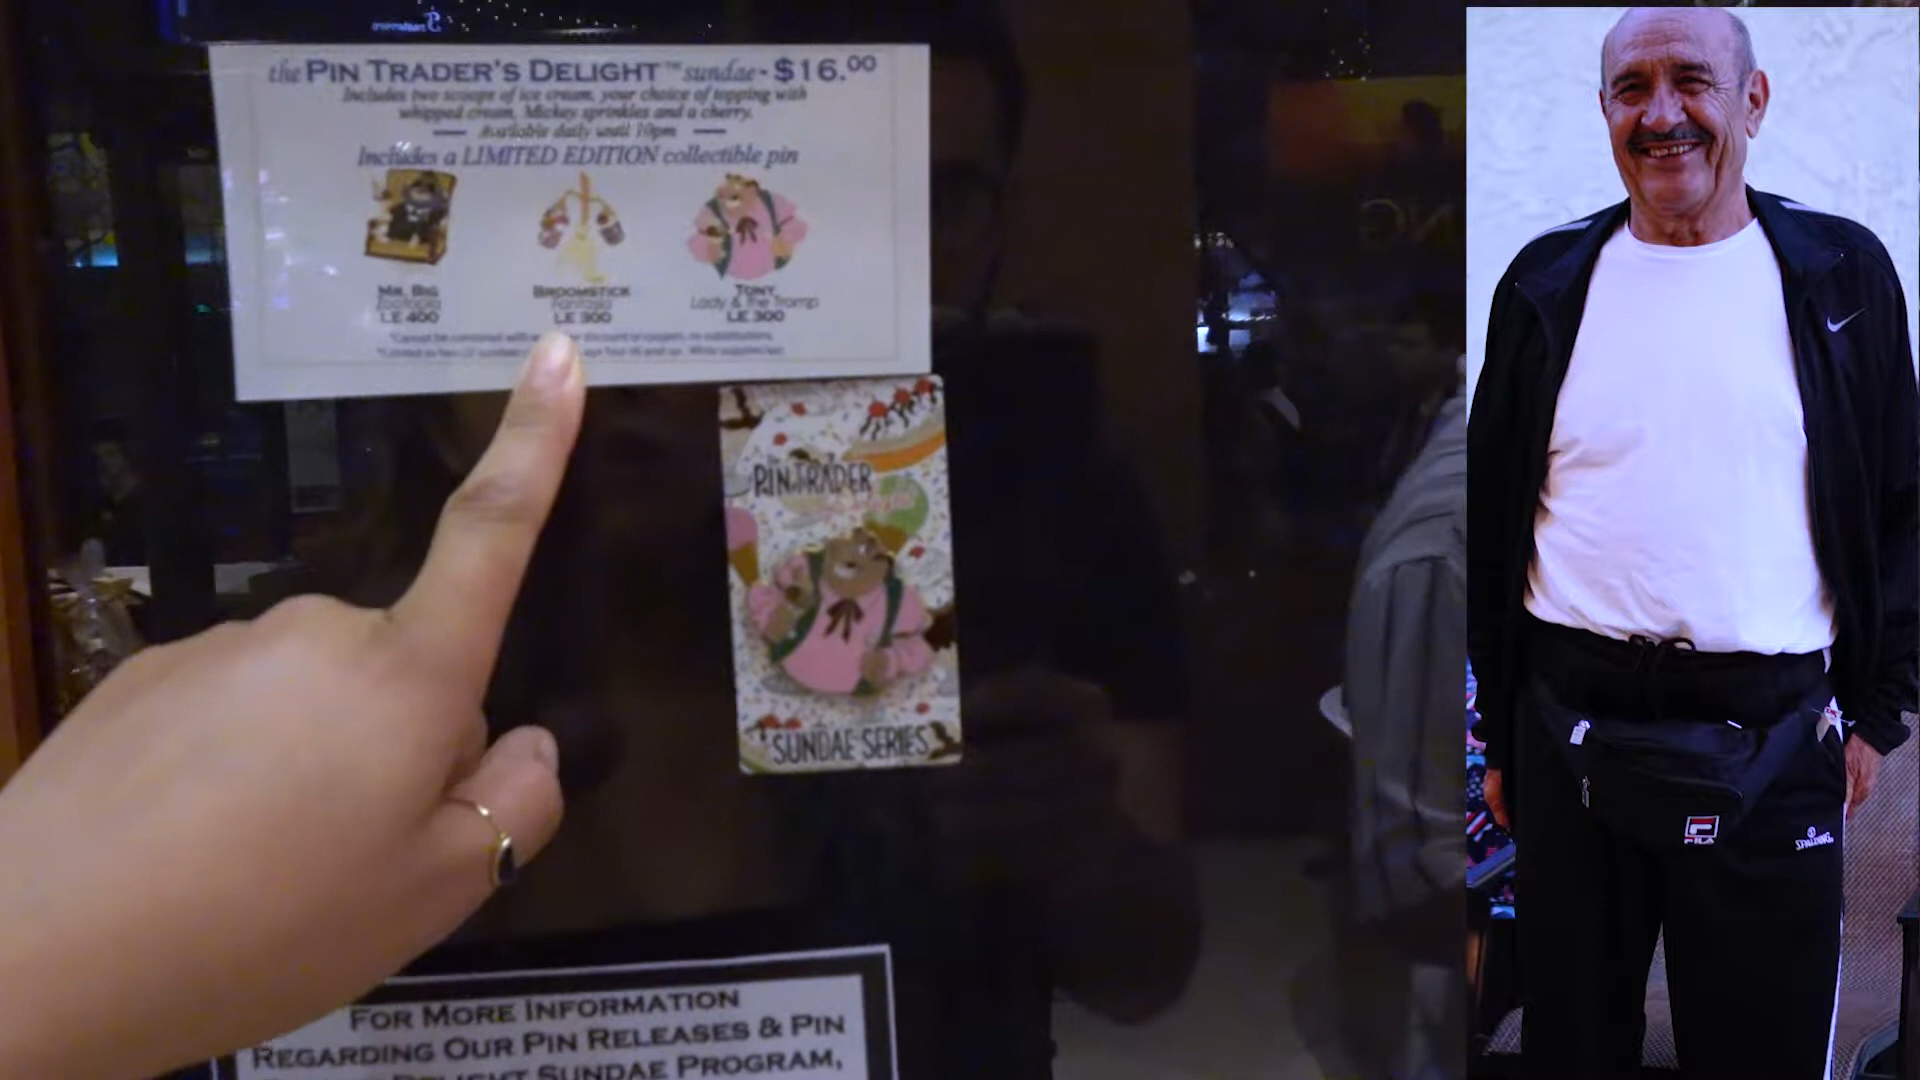 the PIN TRADER'S DELIGHT™ sundae - $16.00
Includes two scoops of ice cream, your choice of topping with
whipped cream, Mickey sprinkles and a cherry.
Available daily until 10pm
Includes a LIMITED EDITION collectible pin
MR. BIG
Zootopia
LE 400
BROOMSTICK
Fantasia
LE 300
TONY
Lady & the Tramp
LE 300
PIN TRADER
SUNDAE SERIES
FOR MORE INFORMATION
REGARDING OUR PIN RELEASES & PIN
DELIGHT SUNDAE PROGRAM,
FILA
SPALDING